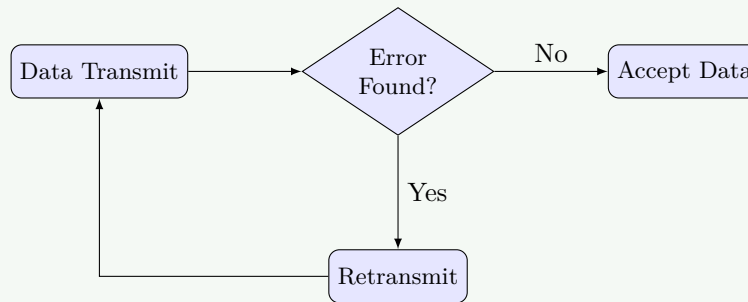 Data Transmit
Error
Found?
No
Accept Data
Yes
Retransmit